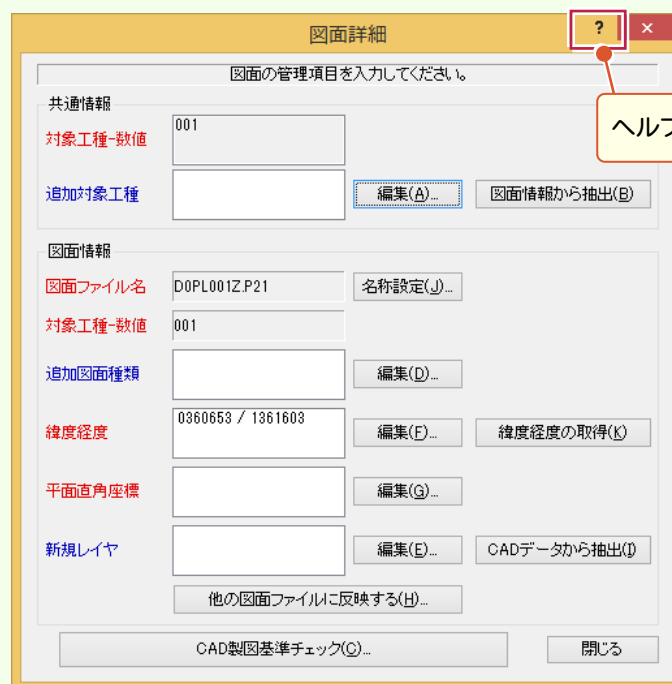 図面詳細 ? ×
図面の管理項目を入力してください。
ヘルプ
共通情報
対象工種-数値 001
追加対象工種 編集(A)... 図面情報から抽出(B)
図面情報
図面ファイル名 D0PL001Z.P21 名称設定(J)...
対象工種-数値 001
追加図面種類 編集(D)...
緯度経度 0360653 / 1361603 編集(F)... 緯度経度の取得(K)
平面直角座標 編集(G)...
新規レイヤ 編集(E)... CADデータから抽出(I)
他の図面ファイルに反映する(H)...
CAD製図基準チェック(C)... 閉じる